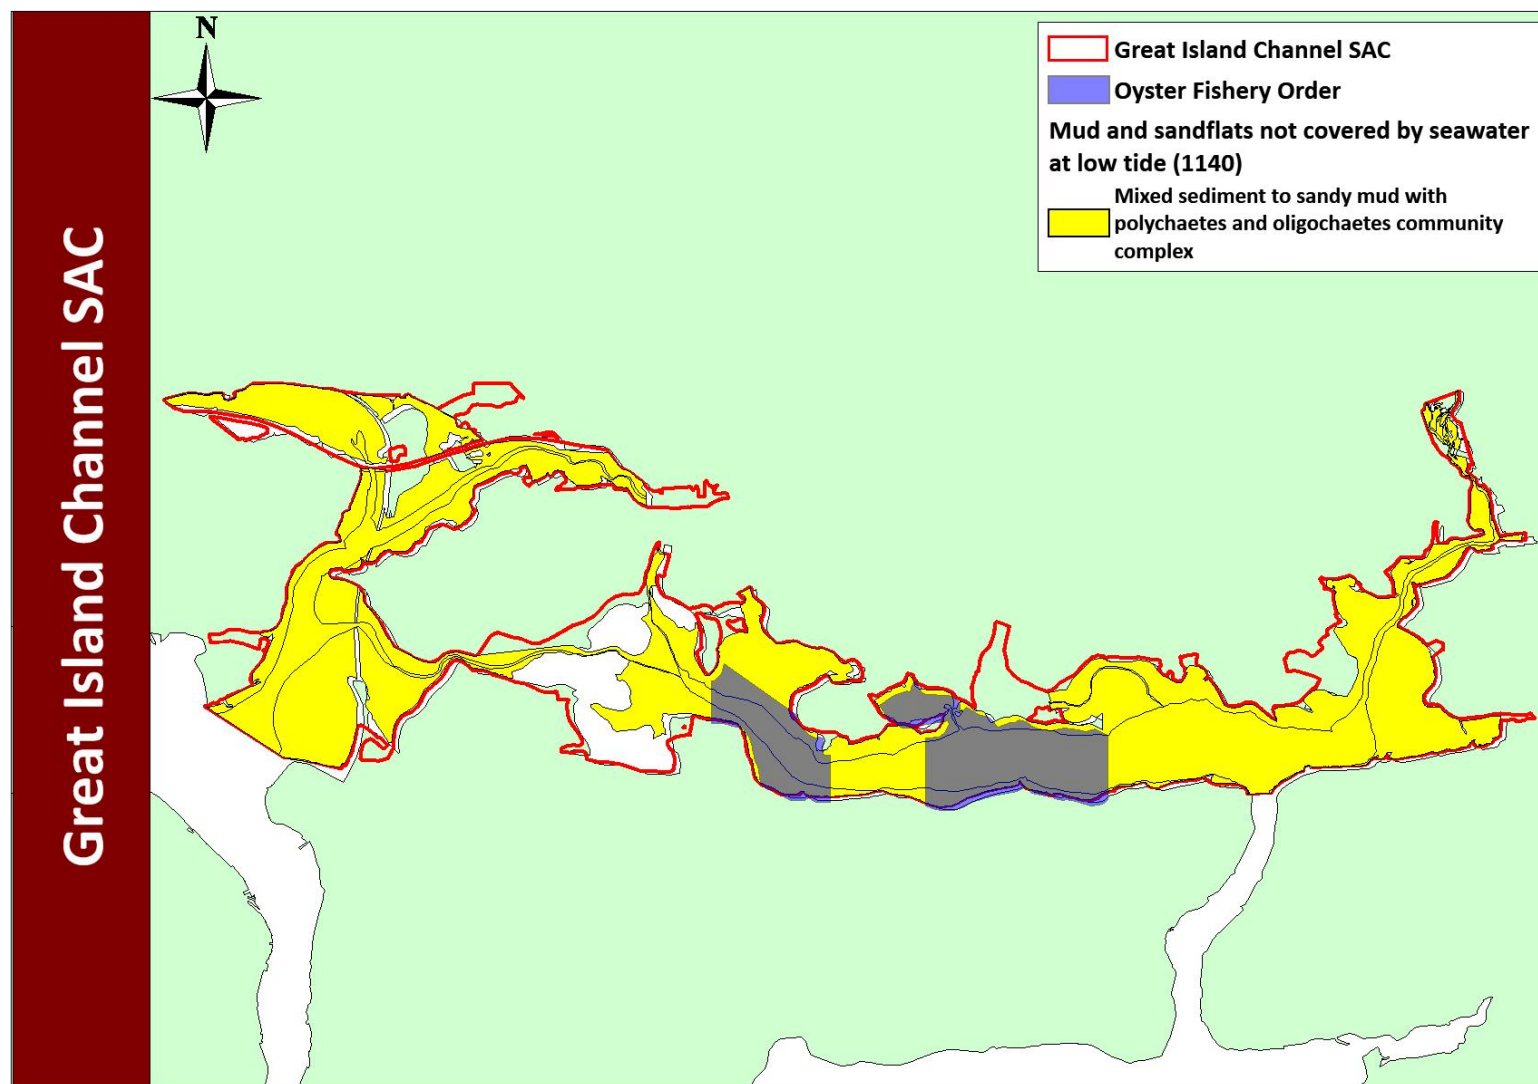 Great Island Channel SAC
N
Great Island Channel SAC
Oyster Fishery Order
Mud and sandflats not covered by seawater
at low tide (1140)
Mixed sediment to sandy mud with
polychaetes and oligochaetes community
complex